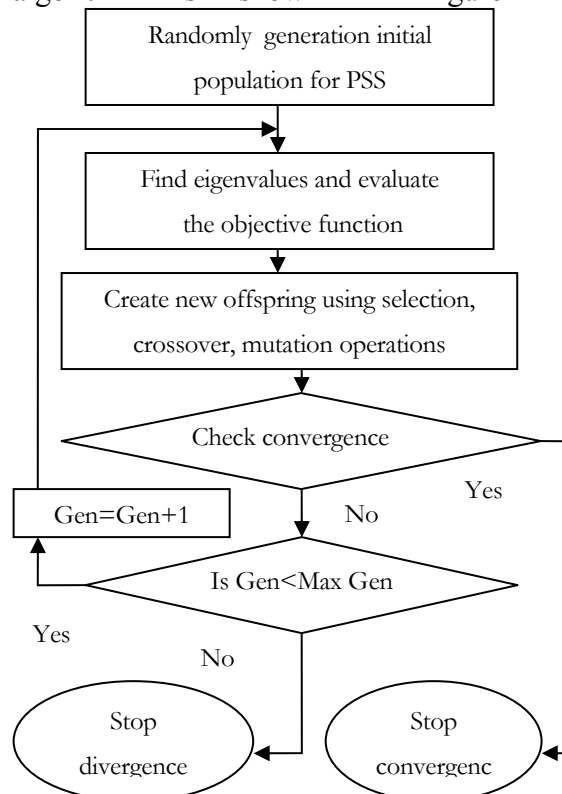 Randomly generation initial
population for PSS
Find eigenvalues and evaluate
the objective function
Create new offspring using selection,
crossover, mutation operations
Check convergence
Yes
Gen=Gen+1
No
Is Gen<Max Gen
Yes
No
Stop
divergence
Stop
convergenc